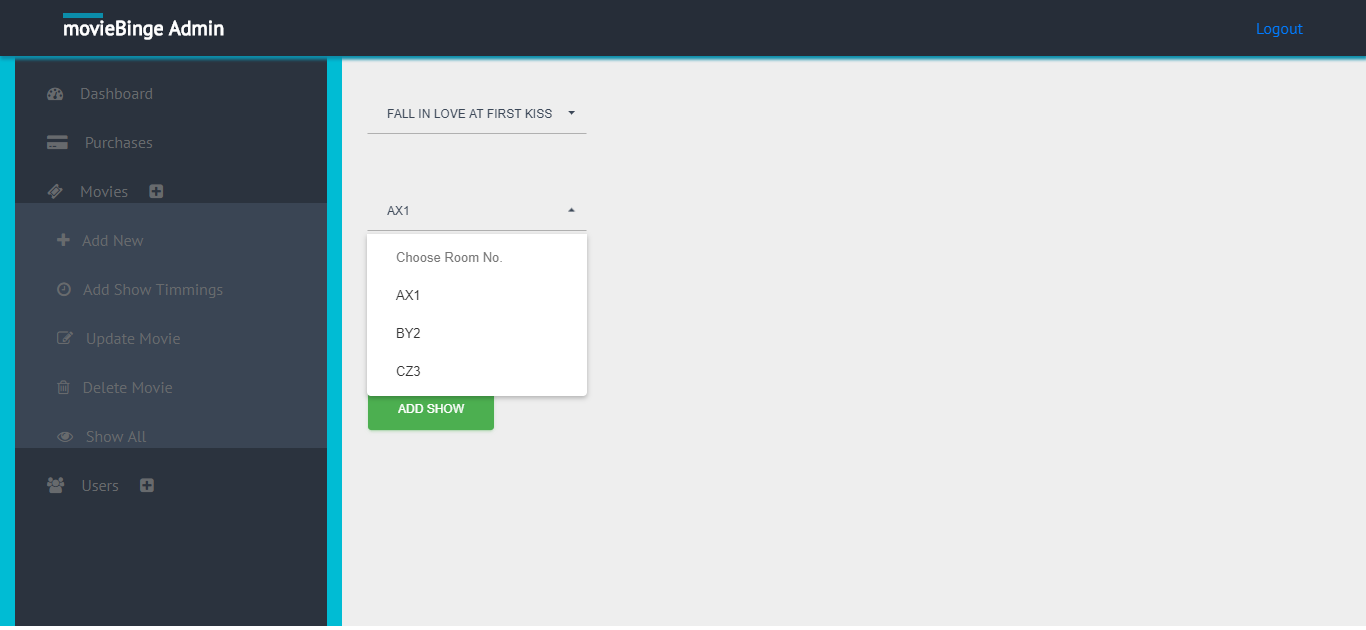 movieBinge Admin
Logout
Dashboard
Purchases
Movies
Add New
Add Show Timmings
Update Movie
Delete Movie
Show All
Users
FALL IN LOVE AT FIRST KISS
AX1
Choose Room No.
AX1
BY2
CZ3
ADD SHOW